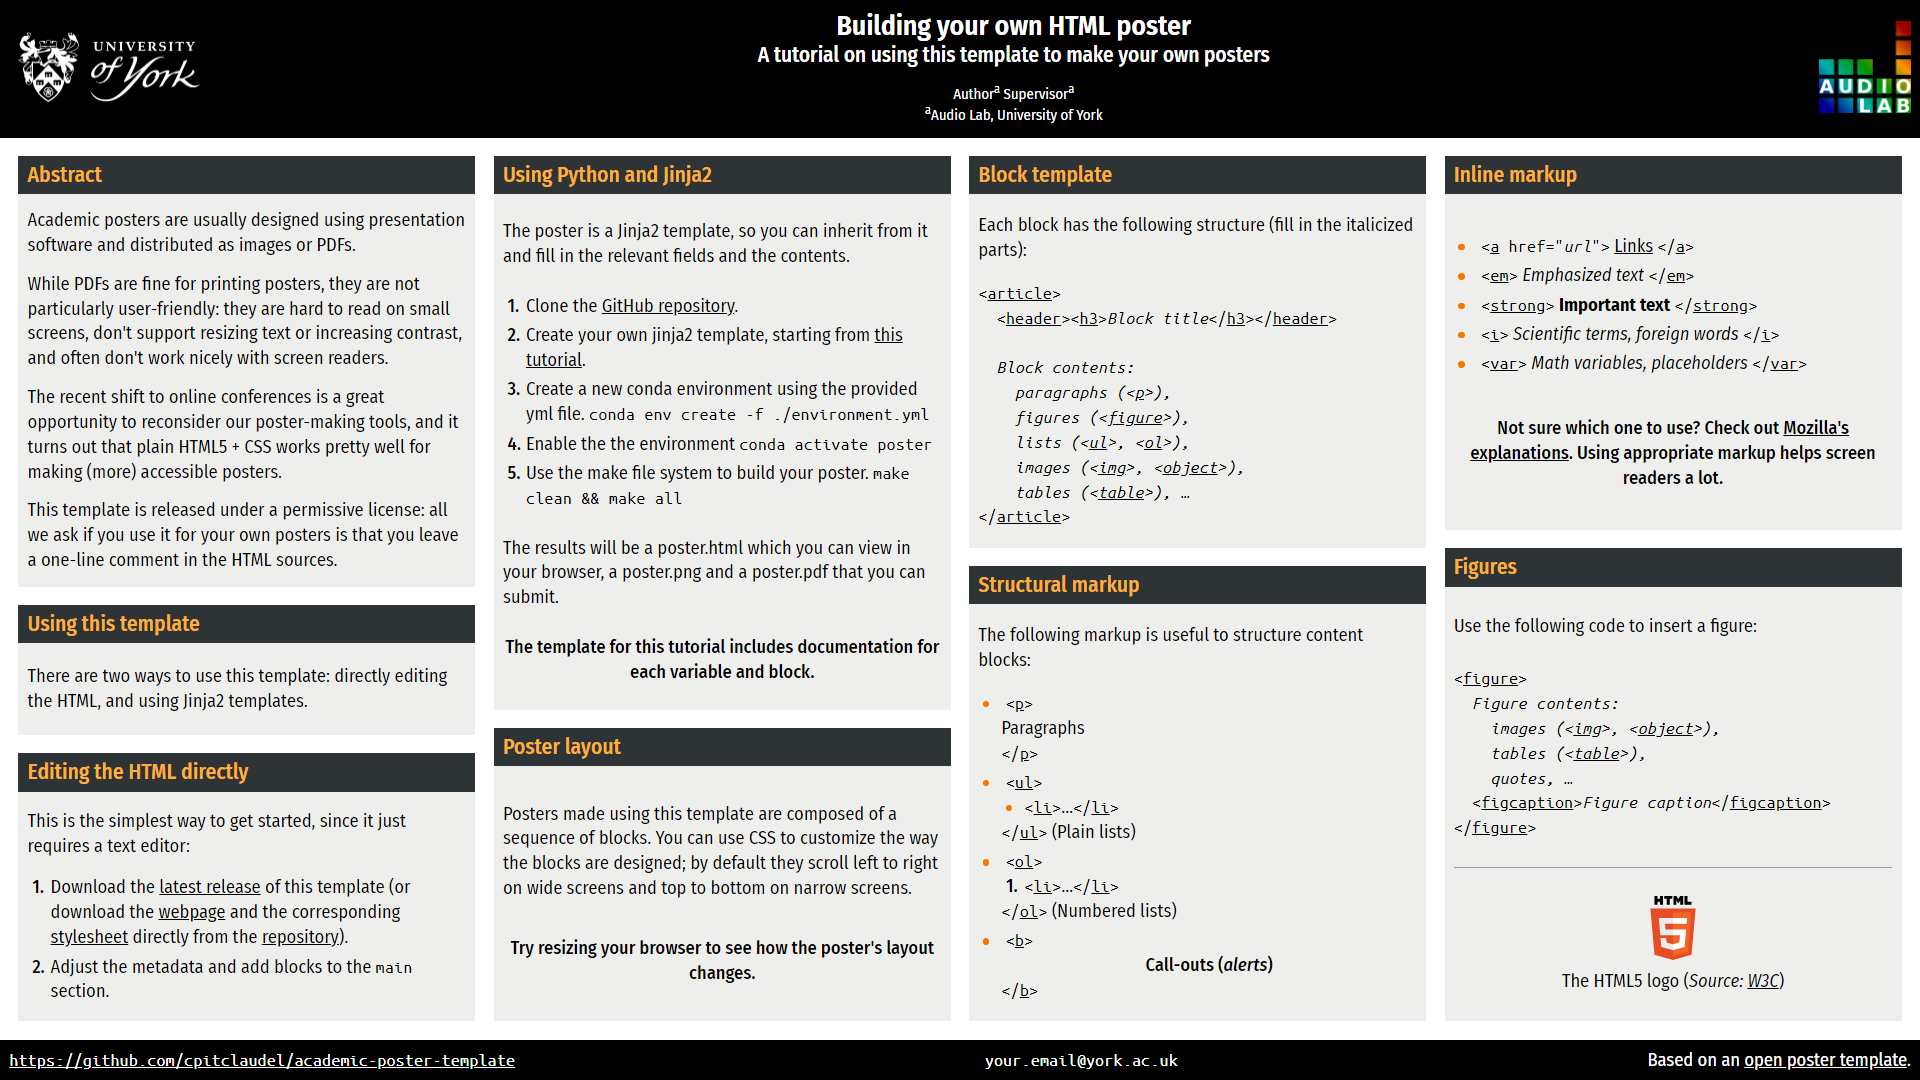 UNIVERSITY
of York
Building your own HTML poster
A tutorial on using this template to make your own posters
Authorᵃ Supervisorᵃ
ᵃAudio Lab, University of York
AUDIO
LAB
Abstract
Academic posters are usually designed using presentation
software and distributed as images or PDFs.
While PDFs are fine for printing posters, they are not
particularly user-friendly: they are hard to read on small
screens, don't support resizing text or increasing contrast,
and often don't work nicely with screen readers.
The recent shift to online conferences is a great
opportunity to reconsider our poster-making tools, and it
turns out that plain HTML5 + CSS works pretty well for
making (more) accessible posters.
This template is released under a permissive license: all
we ask if you use it for your own posters is that you leave
a one-line comment in the HTML sources.
Using this template
There are two ways to use this template: directly editing
the HTML, and using Jinja2 templates.
Editing the HTML directly
This is the simplest way to get started, since it just
requires a text editor:
1. Download the latest release of this template (or
download the webpage and the corresponding
stylesheet directly from the repository).
2. Adjust the metadata and add blocks to the main
section.
Using Python and Jinja2
The poster is a Jinja2 template, so you can inherit from it
and fill in the relevant fields and the contents.
1. Clone the GitHub repository.
2. Create your own jinja2 template, starting from this
tutorial.
3. Create a new conda environment using the provided
yml file. conda env create -f ./environment.yml
4. Enable the the environment conda activate poster
5. Use the make file system to build your poster. make
clean && make all
The results will be a poster.html which you can view in
your browser, a poster.png and a poster.pdf that you can
submit.
The template for this tutorial includes documentation for
each variable and block.
Poster layout
Posters made using this template are composed of a
sequence of blocks. You can use CSS to customize the way
the blocks are designed; by default they scroll left to right
on wide screens and top to bottom on narrow screens.
Try resizing your browser to see how the poster's layout
changes.
Block template
Each block has the following structure (fill in the italicized
parts):
<article>
<header><h3>Block title</h3></header>
Block contents:
paragraphs (<p>),
figures (<figure>),
lists (<ul>, <ol>),
images (<img>, <object>),
tables (<table>), …
</article>
Structural markup
The following markup is useful to structure content
blocks:
• <p>
Paragraphs
</p>
• <ul>
• <li>…</li>
</ul> (Plain lists)
• <ol>
1. <li>…</li>
</ol> (Numbered lists)
• <b>
Call-outs (alerts)
</b>
Inline markup
• <a href="url"> Links </a>
• <em> Emphasized text </em>
• <strong> Important text </strong>
• <i> Scientific terms, foreign words </i>
• <var> Math variables, placeholders </var>
Not sure which one to use? Check out Mozilla's
explanations. Using appropriate markup helps screen
readers a lot.
Figures
Use the following code to insert a figure:
<figure>
Figure contents:
images (<img>, <object>),
tables (<table>),
quotes, …
<figcaption>Figure caption</figcaption>
</figure>
HTML
5
The HTML5 logo (Source: W3C)
https://github.com/cpitclaudel/academic-poster-template
your.email@york.ac.uk
Based on an open poster template.